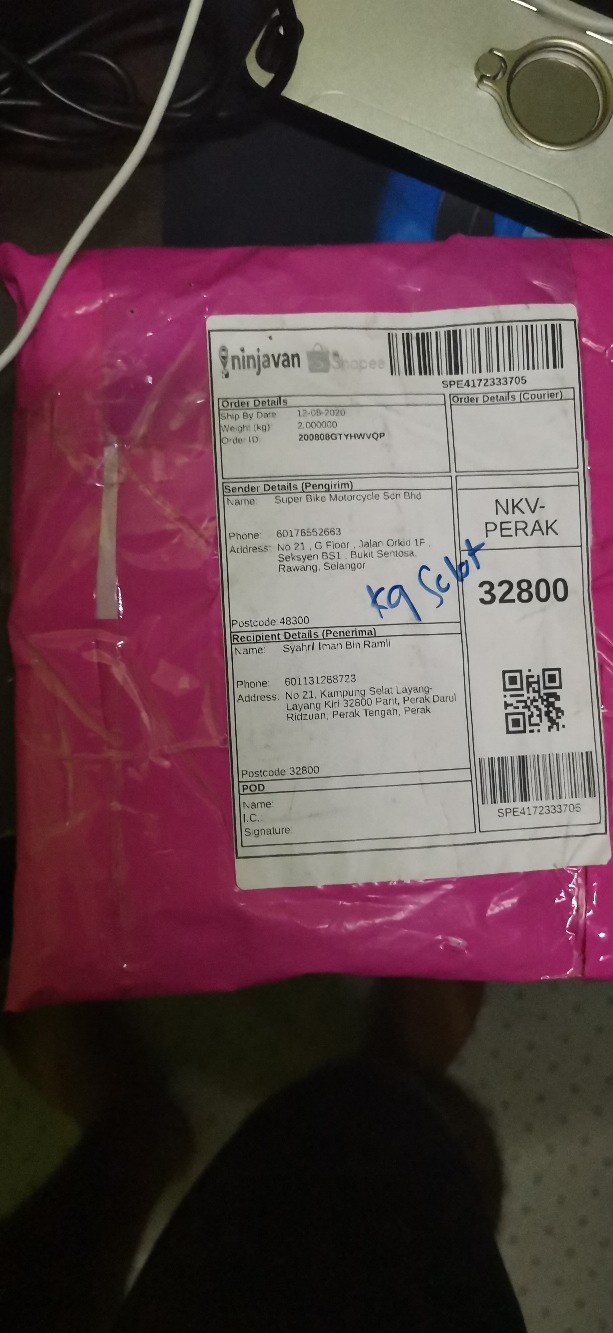 ninjavan Shopee
SPE4172333705
Order Details
Ship By Date 12-08-2020
Weight (kg) 2.000000
Order ID 200808GTYHWVQP
Order Details (Courier)
Sender Details (Pengirim)
Name: Super Bike Motorcycle Sdn Bhd
Phone: 60176552663
Address: No 21 , G Floor , Jalan Orkid 1F ,
Seksyen BS1 , Bukit Sentosa,
Rawang, Selangor
Postcode: 48300
NKV-
PERAK
32800
Kg Selat
Recipient Details (Penerima)
Name: Syahril Iman Bin Ramli
Phone: 601131288723
Address: No 21, Kampung Selat Layang-
Layang Kiri 32800 Parit, Perak Darul
Ridzuan, Perak Tengah, Perak
Postcode: 32800
POD
Name:
I.C.:
Signature:
SPE4172333705